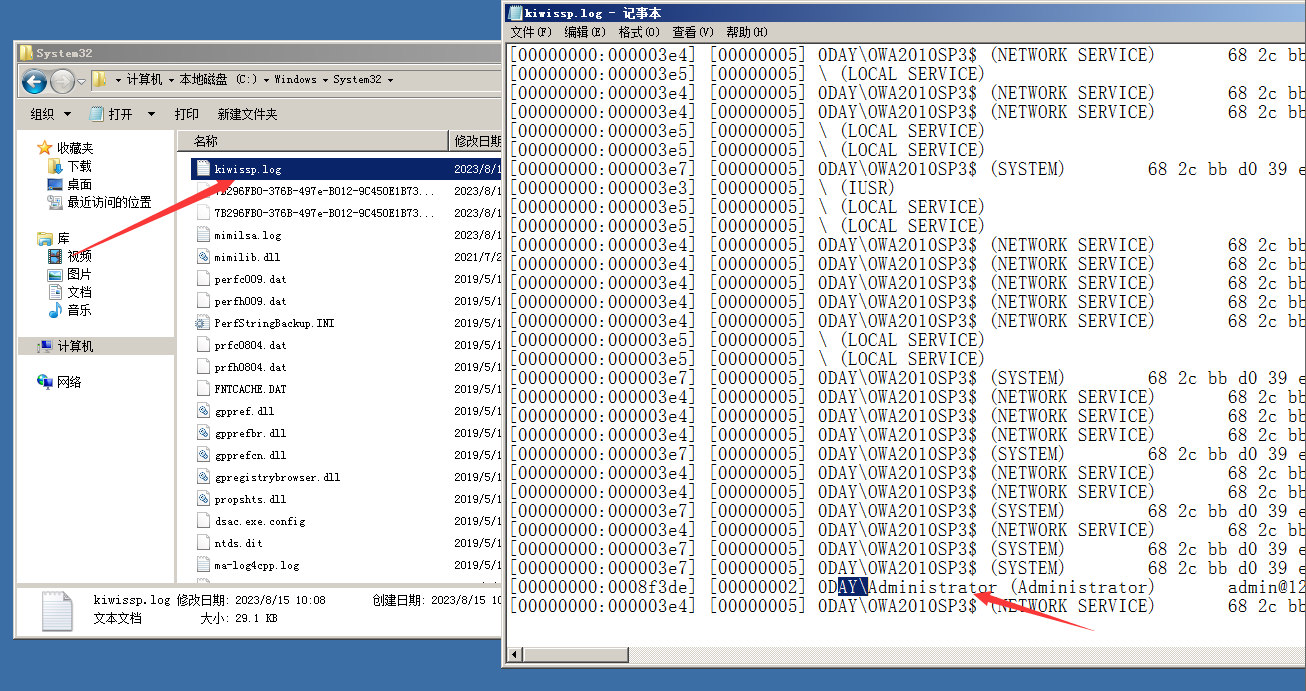 System32
计算机 本地磁盘 (C:) Windows System32
组织 打开 打印 新建文件夹
收藏夹
下载
桌面
最近访问的位置
库
视频
图片
文档
音乐
计算机
网络
名称 修改日期
kiwissp.log 2023/8/1
7B296FB0-376B-497e-B012-9C450E1B73... 2023/8/1
7B296FB0-376B-497e-B012-9C450E1B73... 2023/8/1
mimilsa.log 2023/8/1
mimilib.dll 2021/7/2
perfc009.dat 2019/5/1
perfh009.dat 2019/5/1
PerfStringBackup.INI 2019/5/1
prfc0804.dat 2019/5/1
prfh0804.dat 2019/5/1
FNTCACHE.DAT 2019/5/1
gppref.dll 2019/5/1
gpprefbr.dll 2019/5/1
gpprefcn.dll 2019/5/1
gpregistrybrowser.dll 2019/5/1
propshts.dll 2019/5/1
dsac.exe.config 2019/5/1
ntds.dit 2019/5/1
ma-log4cpp.log 2019/5/1
kiwissp.log 修改日期: 2023/8/15 10:08 创建日期: 2023/8/15 10
文本文档 大小: 29.1 KB
kiwissp.log - 记事本
文件(F) 编辑(E) 格式(O) 查看(V) 帮助(H)
[00000000:000003e4] [00000005] 0DAY\OWA2010SP3$ (NETWORK SERVICE) 68 2c bb
[00000000:000003e5] [00000005] \ (LOCAL SERVICE)
[00000000:000003e4] [00000005] 0DAY\OWA2010SP3$ (NETWORK SERVICE) 68 2c bb
[00000000:000003e4] [00000005] 0DAY\OWA2010SP3$ (NETWORK SERVICE) 68 2c bb
[00000000:000003e5] [00000005] \ (LOCAL SERVICE)
[00000000:000003e5] [00000005] \ (LOCAL SERVICE)
[00000000:000003e7] [00000005] 0DAY\OWA2010SP3$ (SYSTEM) 68 2c bb d0 39 e
[00000000:000003e3] [00000005] \ (IUSR)
[00000000:000003e5] [00000005] \ (LOCAL SERVICE)
[00000000:000003e5] [00000005] \ (LOCAL SERVICE)
[00000000:000003e4] [00000005] 0DAY\OWA2010SP3$ (NETWORK SERVICE) 68 2c bb
[00000000:000003e4] [00000005] 0DAY\OWA2010SP3$ (NETWORK SERVICE) 68 2c bb
[00000000:000003e4] [00000005] 0DAY\OWA2010SP3$ (NETWORK SERVICE) 68 2c bb
[00000000:000003e4] [00000005] 0DAY\OWA2010SP3$ (NETWORK SERVICE) 68 2c bb
[00000000:000003e4] [00000005] 0DAY\OWA2010SP3$ (NETWORK SERVICE) 68 2c bb
[00000000:000003e5] [00000005] \ (LOCAL SERVICE)
[00000000:000003e5] [00000005] \ (LOCAL SERVICE)
[00000000:000003e7] [00000005] 0DAY\OWA2010SP3$ (SYSTEM) 68 2c bb d0 39 e
[00000000:000003e4] [00000005] 0DAY\OWA2010SP3$ (NETWORK SERVICE) 68 2c bb
[00000000:000003e4] [00000005] 0DAY\OWA2010SP3$ (NETWORK SERVICE) 68 2c bb
[00000000:000003e4] [00000005] 0DAY\OWA2010SP3$ (NETWORK SERVICE) 68 2c bb
[00000000:000003e7] [00000005] 0DAY\OWA2010SP3$ (SYSTEM) 68 2c bb d0 39 e
[00000000:000003e4] [00000005] 0DAY\OWA2010SP3$ (NETWORK SERVICE) 68 2c bb
[00000000:000003e4] [00000005] 0DAY\OWA2010SP3$ (NETWORK SERVICE) 68 2c bb
[00000000:000003e7] [00000005] 0DAY\OWA2010SP3$ (SYSTEM) 68 2c bb d0 39 e
[00000000:000003e4] [00000005] 0DAY\OWA2010SP3$ (NETWORK SERVICE) 68 2c bb
[00000000:000003e7] [00000005] 0DAY\OWA2010SP3$ (SYSTEM) 68 2c bb d0 39 e
[00000000:000003e7] [00000005] 0DAY\OWA2010SP3$ (SYSTEM) 68 2c bb d0 39 e
[00000000:0008f3de] [00000002] 0DAY\Administrator (Administrator) admin@12
[00000000:000003e4] [00000005] 0DAY\OWA2010SP3$ (NETWORK SERVICE) 68 2c bb